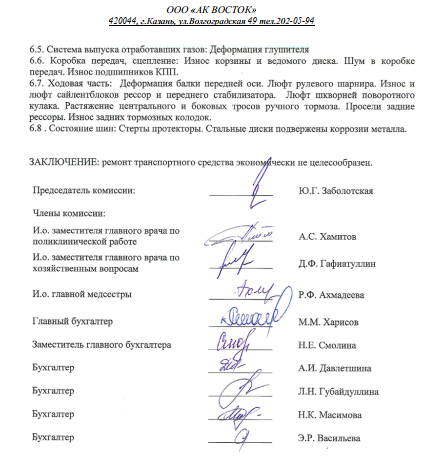 ООО «АК ВОСТОК»
420044, г.Казань, ул.Волгоградская 49 тел.202-05-94
6.5. Система выпуска отработавших газов: Деформация глушителя
6.6. Коробка передач, сцепление: Износ корзины и ведомого диска. Шум в коробке
передач. Износ подшипников КПП.
6.7. Ходовая часть: Деформация балки передней оси. Люфт рулевого шарнира. Износ и
люфт сайлентблоков рессор и переднего стабилизатора. Люфт шкворней поворотного
кулака. Растяжение центрального и боковых тросов ручного тормоза. Просели задние
рессоры. Износ задних тормозных колодок.
6.8 . Состояние шин: Стерты протекторы. Стальные диски подвержены коррозии металла.
ЗАКЛЮЧЕНИЕ: ремонт транспортного средства экономически не целесообразен.
Председатель комиссии: Ю.Г. Заболотская
Члены комиссии:
И.о. заместителя главного врача по
поликлинической работе А.С. Хамитов
И.о. заместителя главного врача по
хозяйственным вопросам Д.Ф. Гафиатуллин
И.о. главной медсестры Р.Ф. Ахмадеева
Главный бухгалтер М.М. Харисов
Заместитель главного бухгалтера Н.Е. Смолина
Бухгалтер А.И. Давлетшина
Бухгалтер Л.Н. Губайдуллина
Бухгалтер Н.К. Масимова
Бухгалтер Э.Р. Васильева